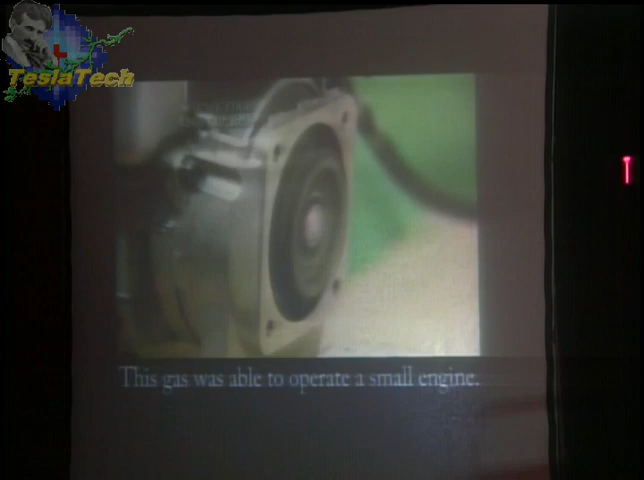 TeslaTech
This gas was able to operate a small engine.